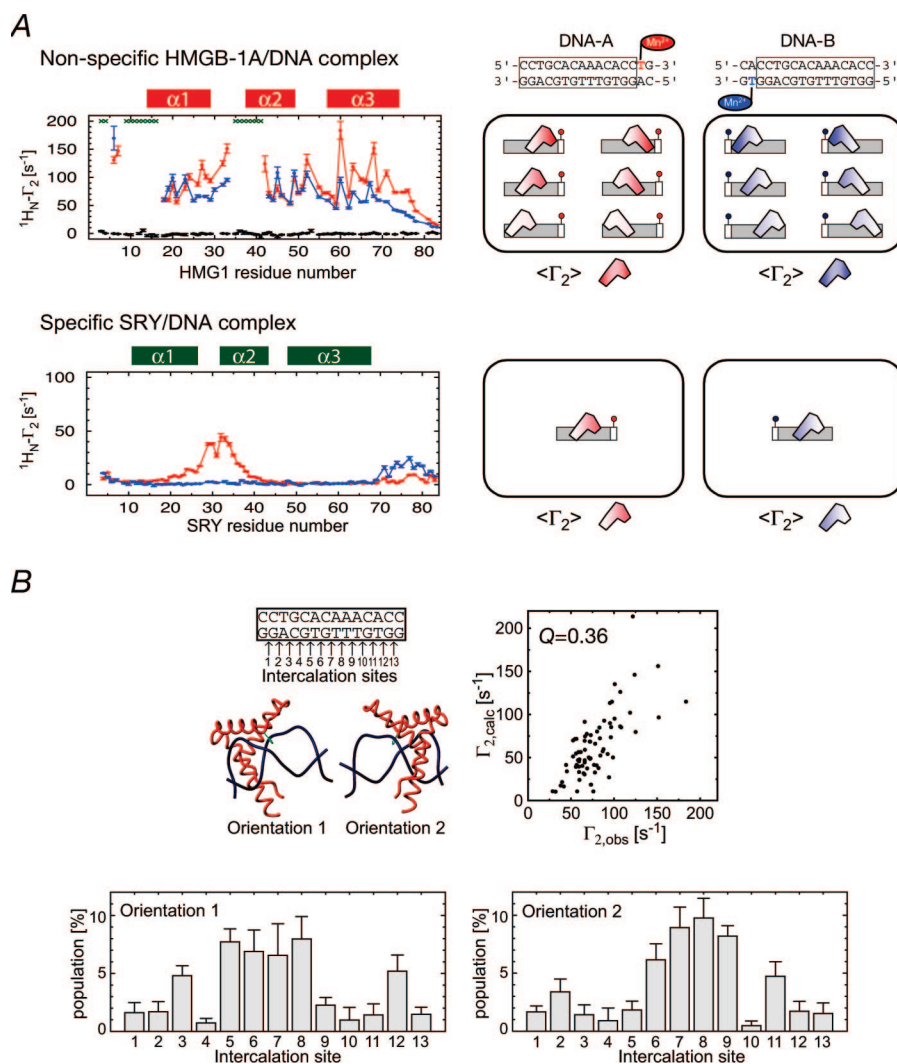 A
Non-specific HMGB-1A/DNA complex
α1 α2 α3
¹Hₙ-Γ₂ [s⁻¹]
200
150
100
50
0
10 20 30 40 50 60 70 80
HMG1 residue number
DNA-A
Mn²⁺
5'-CCTGCACAAACACCTG-3'
3'-GGACGTGTTTGTGGAC-5'
DNA-B
5'-CACCTGCACAAACACC-3'
3'-GTGGACGTGTTTGTGG-5'
Mn²⁺
<Γ₂>
<Γ₂>
Specific SRY/DNA complex
α1 α2 α3
¹Hₙ-Γ₂ [s⁻¹]
100
50
0
10 20 30 40 50 60 70 80
SRY residue number
<Γ₂>
<Γ₂>
B
CCTGCACAAACACC
GGACGTGTTTGTGG
1 2 3 4 5 6 7 8 9 10 11 12 13
Intercalation sites
Orientation 1
Orientation 2
Q=0.36
Γ₂,calc [s⁻¹]
200
150
100
50
0
0 50 100 150 200
Γ₂,obs [s⁻¹]
Orientation 1
population [%]
10
5
0
1 2 3 4 5 6 7 8 9 10 11 12 13
Intercalation site
Orientation 2
population [%]
10
5
0
1 2 3 4 5 6 7 8 9 10 11 12 13
Intercalation site